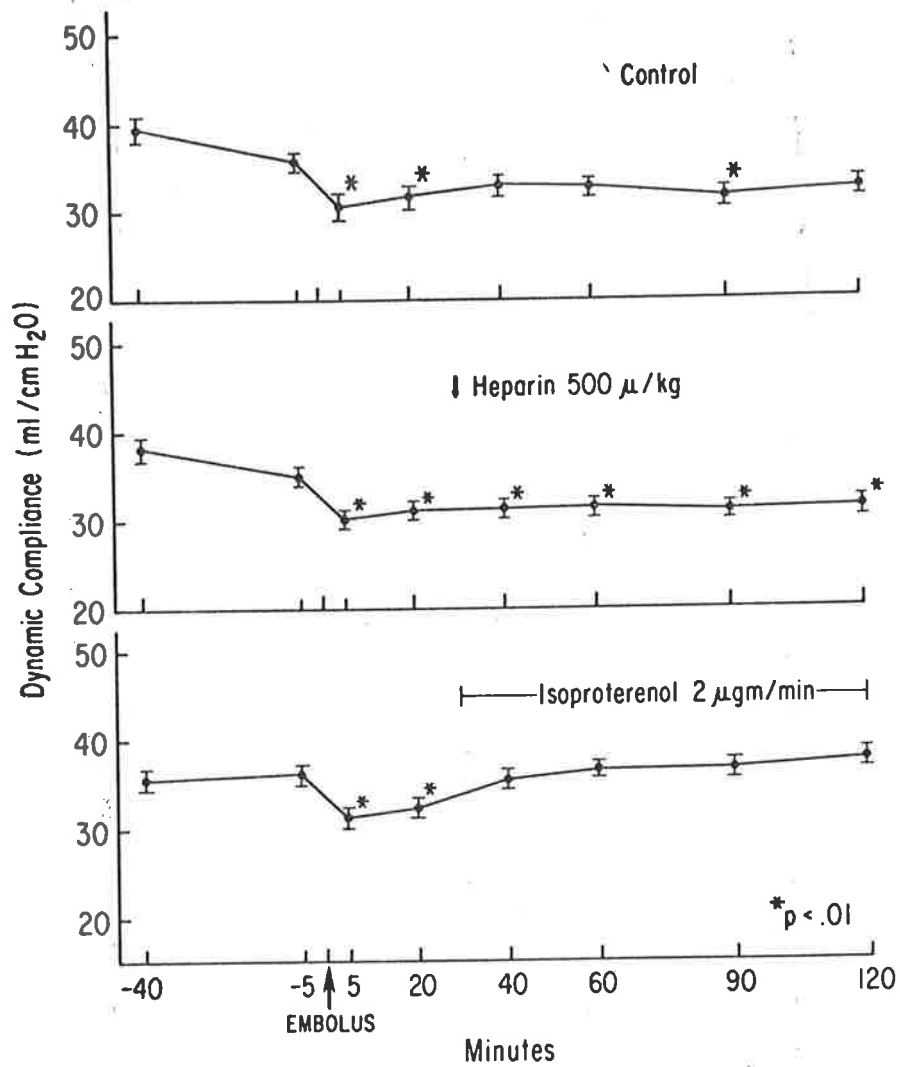 50
Control
40
*
*
*
30
20
50
Heparin 500 μ/kg
40
* * * * * *
30
20
50
Isoproterenol 2 μgm/min
40
* *
30
20
*p < .01
-40 -5 5 20 40 60 90 120
EMBOLUS
Minutes
Dynamic Compliance (ml/cm H₂O)